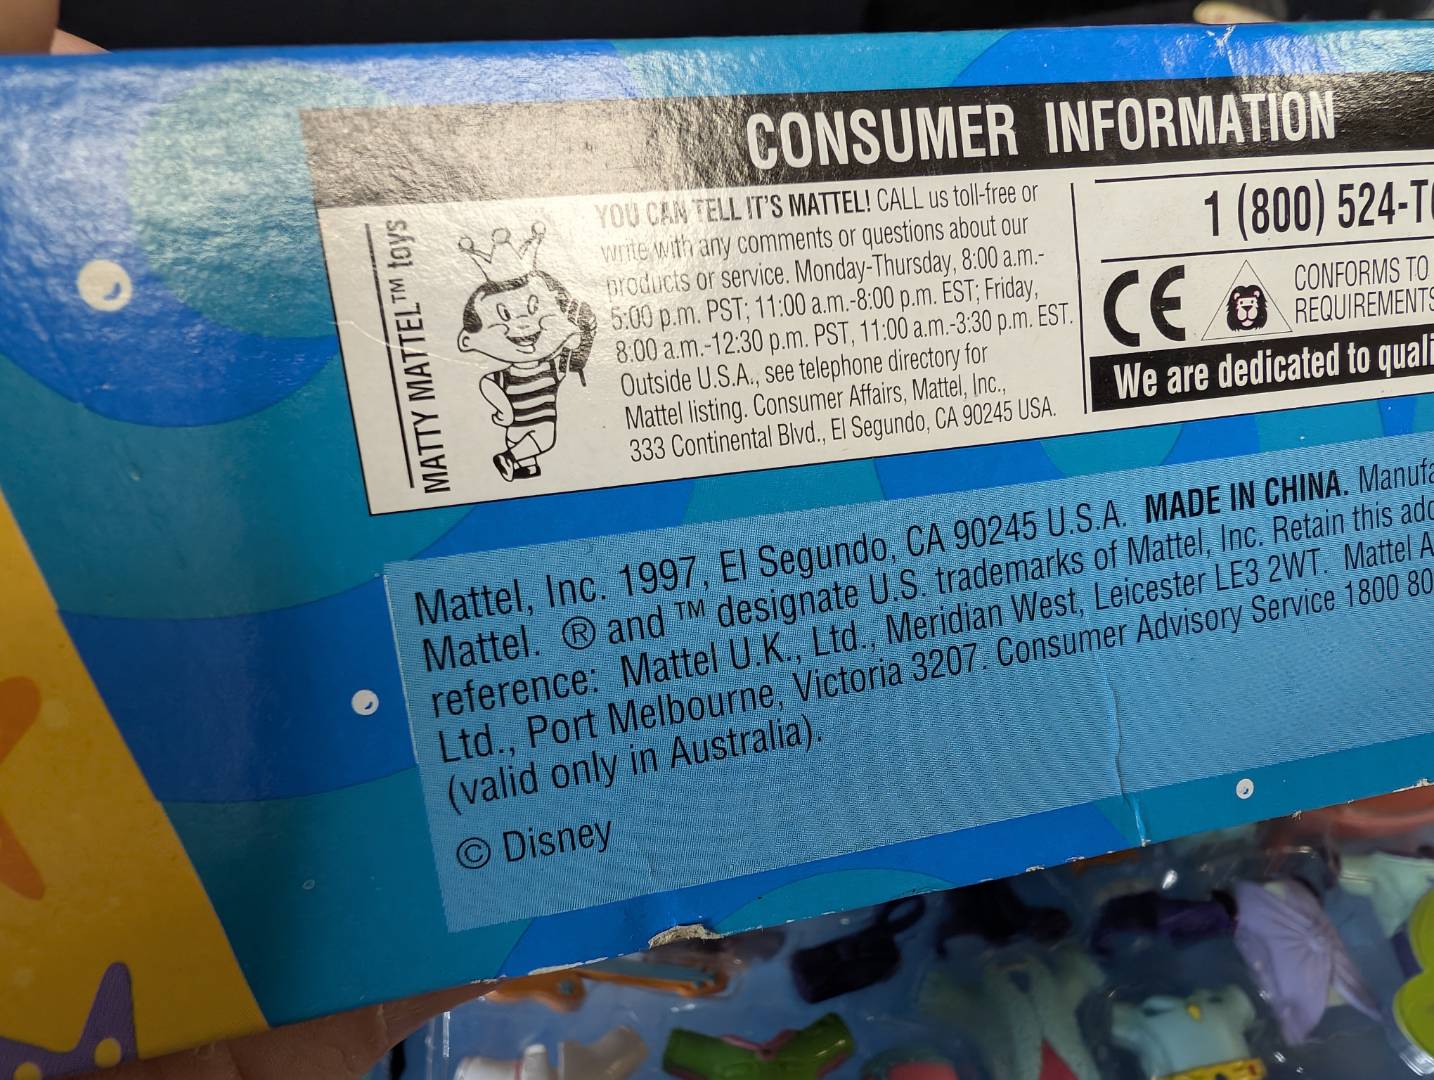 CONSUMER INFORMATION
MATTY MATTEL™ toys
YOU CAN TELL IT'S MATTEL! CALL us toll-free or
write with any comments or questions about our
products or service. Monday-Thursday, 8:00 a.m.-
5:00 p.m. PST; 11:00 a.m.-8:00 p.m. EST; Friday,
8:00 a.m.-12:30 p.m. PST, 11:00 a.m.-3:30 p.m. EST.
Outside U.S.A., see telephone directory for
Mattel listing. Consumer Affairs, Mattel, Inc.,
333 Continental Blvd., El Segundo, CA 90245 USA.
1 (800) 524-T
CE
CONFORMS TO
REQUIREMENTS
We are dedicated to quali
Mattel, Inc. 1997, El Segundo, CA 90245 U.S.A. MADE IN CHINA. Manufa
Mattel. ® and ™ designate U.S. trademarks of Mattel, Inc. Retain this add
reference: Mattel U.K., Ltd., Meridian West, Leicester LE3 2WT. Mattel A
Ltd., Port Melbourne, Victoria 3207. Consumer Advisory Service 1800 80
(valid only in Australia).
© Disney